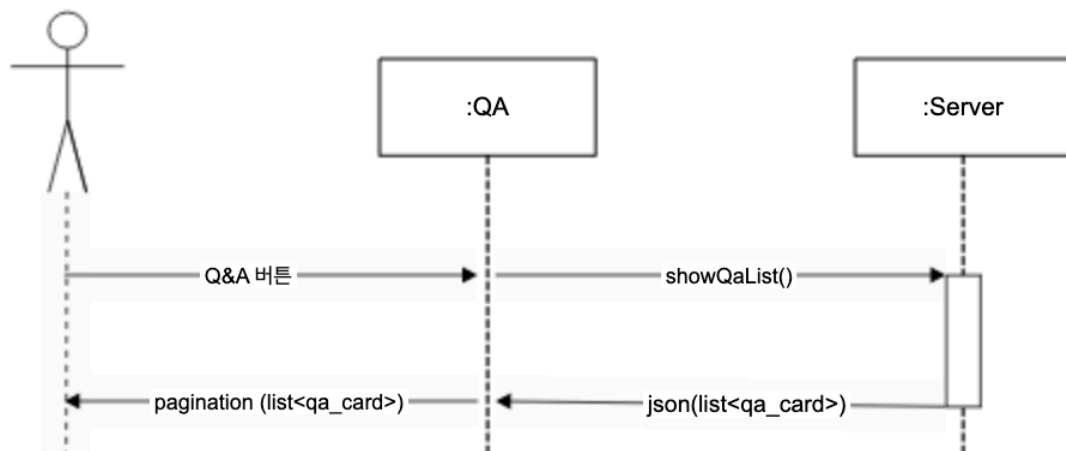 :QA
:Server
Q&A 버튼
showQaList()
pagination (list<qa_card>)
json(list<qa_card>)